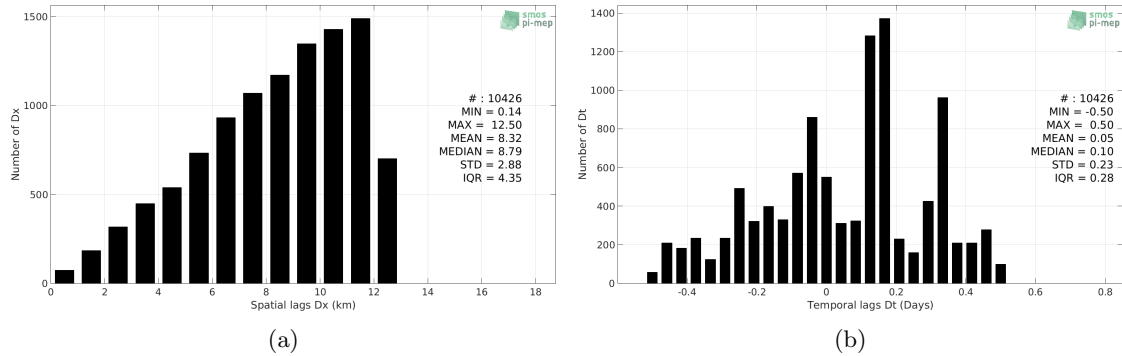 1500
1000
500
0
0 2 4 6 8 10 12 14 16 18
Number of Dx
Spatial lags Dx (km)
smos
pi-mep
# : 10426
MIN = 0.14
MAX = 12.50
MEAN = 8.32
MEDIAN = 8.79
STD = 2.88
IQR = 4.35
(a)
1400
1200
1000
800
600
400
200
0
-0.4 -0.2 0 0.2 0.4 0.6 0.8
Number of Dt
Temporal lags Dt (Days)
smos
pi-mep
# : 10426
MIN = -0.50
MAX = 0.50
MEAN = 0.05
MEDIAN = 0.10
STD = 0.23
IQR = 0.28
(b)